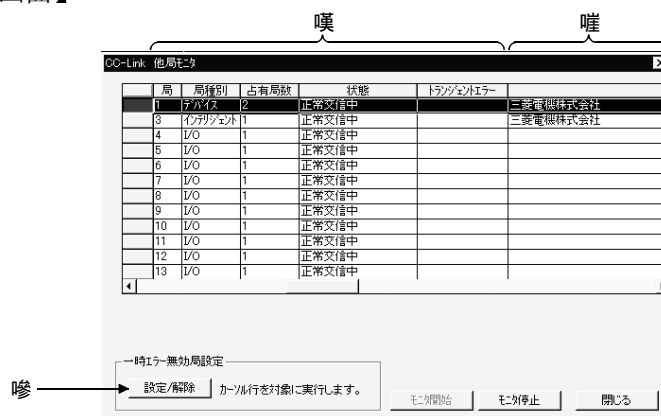 嘆 嘊
CC-Link 他局ﾓﾆﾀ
局 局種別 占有局数 状態 ﾄﾗﾝｼﾞｪﾝﾄｴﾗｰ
1 ﾃﾞﾊﾞｲｽ 2 正常交信中 三菱電機株式会社
3 ｲﾝﾃﾘｼﾞｪﾝﾄ 1 正常交信中 三菱電機株式会社
4 I/O 1 正常交信中
5 I/O 1 正常交信中
6 I/O 1 正常交信中
7 I/O 1 正常交信中
8 I/O 1 正常交信中
9 I/O 1 正常交信中
10 I/O 1 正常交信中
11 I/O 1 正常交信中
12 I/O 1 正常交信中
13 I/O 1 正常交信中
一時ｴﾗｰ無効局設定
嘇 設定/解除 ｶｰｿﾙ行を対象に実行します。
ﾓﾆﾀ開始 ﾓﾆﾀ停止 閉じる